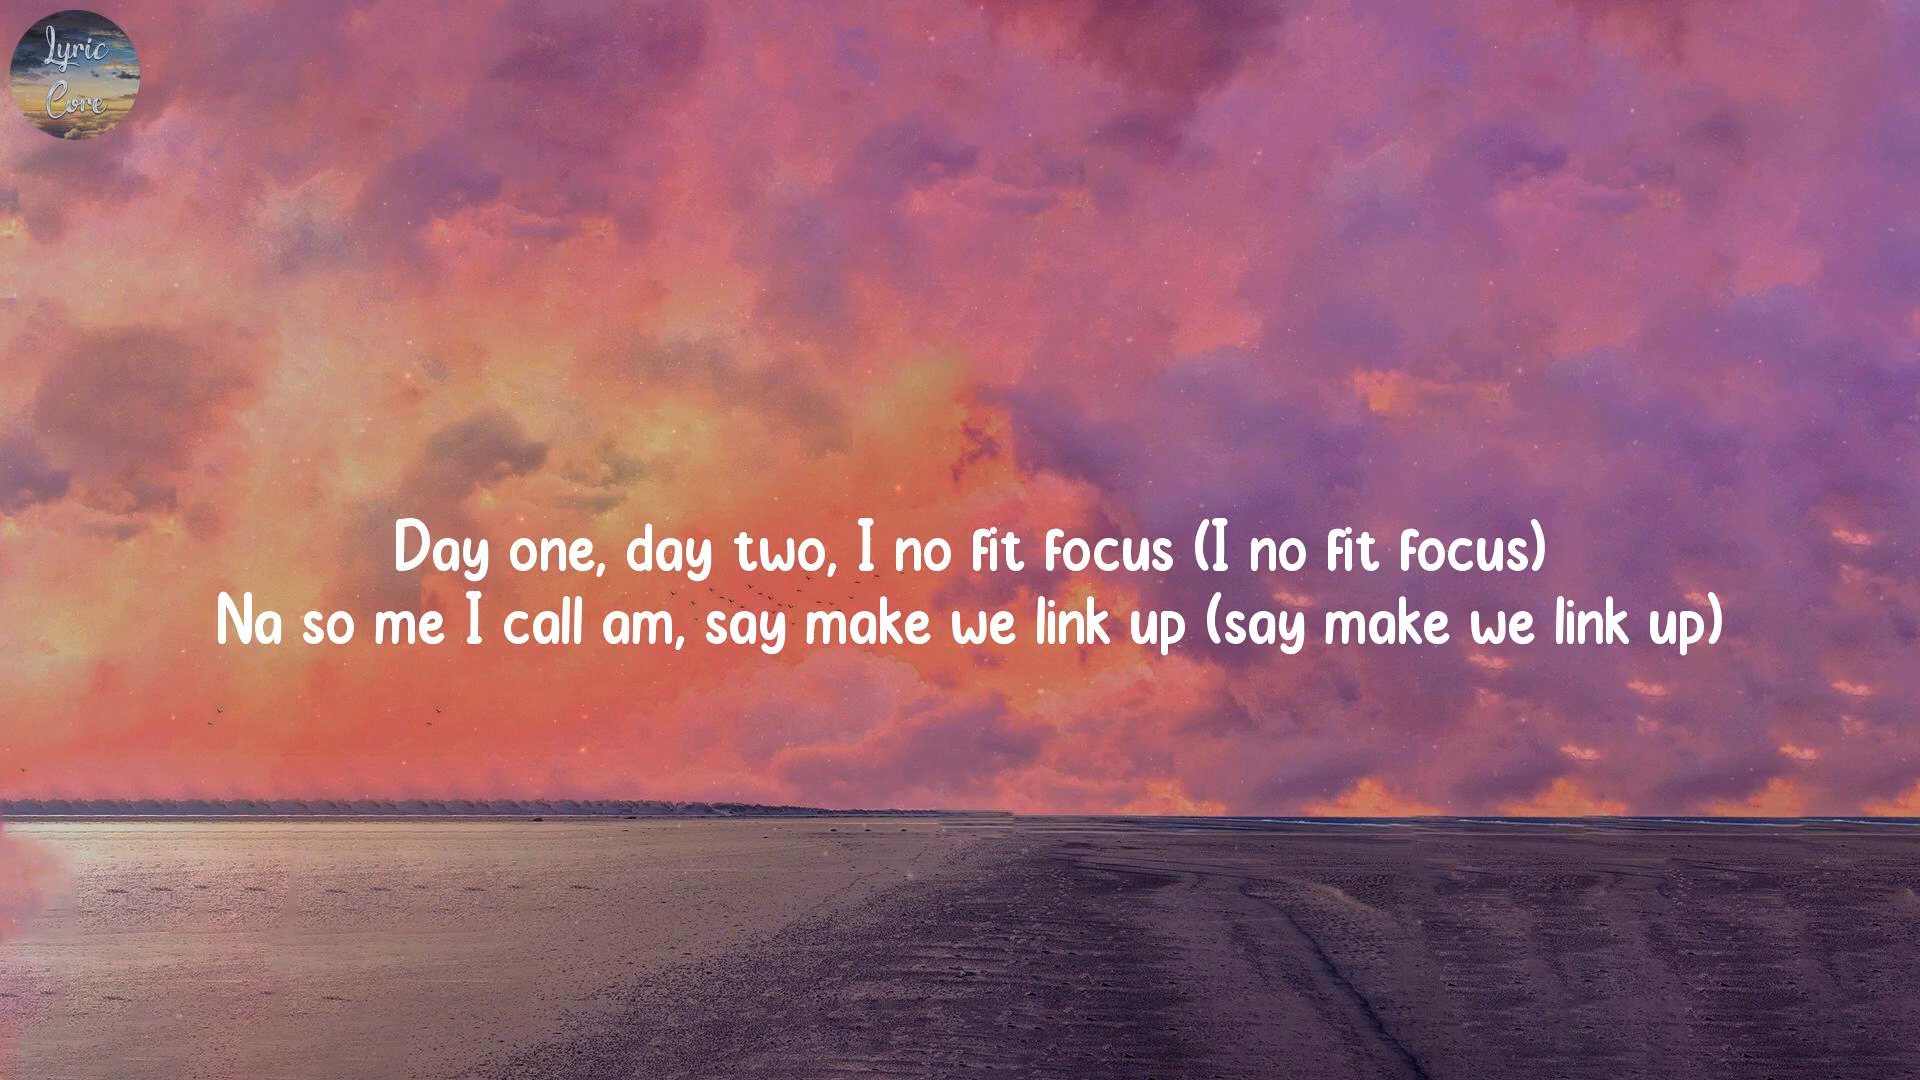 Lyric
Core
Day one, day two, I no fit focus (I no fit focus)
Na so me I call am, say make we link up (say make we link up)